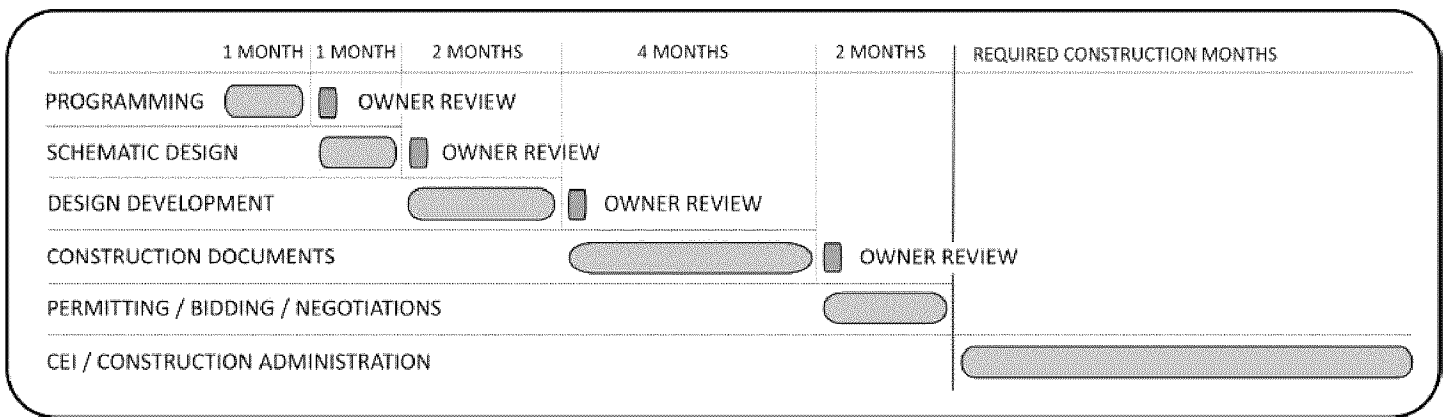 1 MONTH 1 MONTH 2 MONTHS 4 MONTHS 2 MONTHS REQUIRED CONSTRUCTION MONTHS
PROGRAMMING OWNER REVIEW
SCHEMATIC DESIGN OWNER REVIEW
DESIGN DEVELOPMENT OWNER REVIEW
CONSTRUCTION DOCUMENTS OWNER REVIEW
PERMITTING / BIDDING / NEGOTIATIONS
CEI / CONSTRUCTION ADMINISTRATION